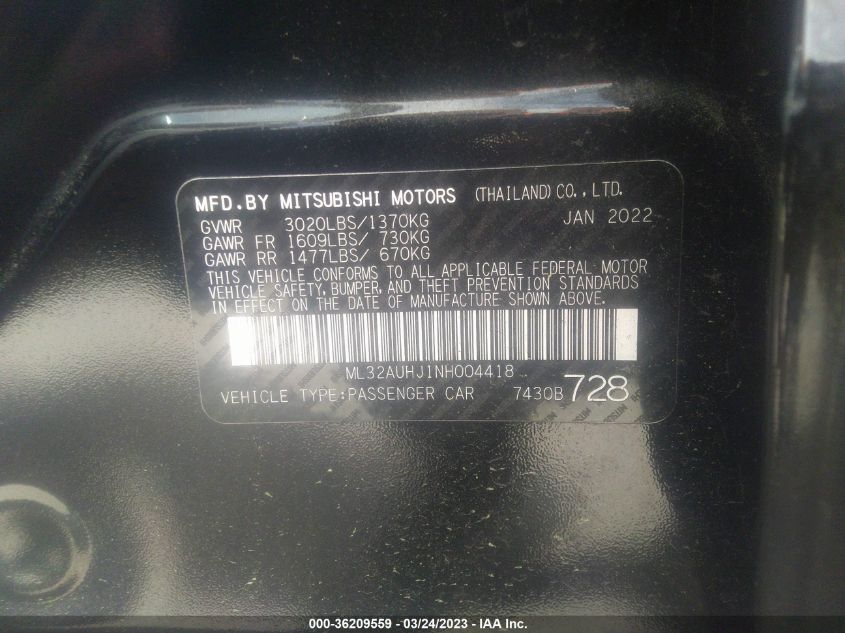 MFD.BY MITSUBISHI MOTORS (THAILAND) CO., LTD.
GVWR 3020LBS/1370KG JAN 2022
GAWR FR 1609LBS/ 730KG
GAWR RR 1477LBS/ 670KG
THIS VEHICLE CONFORMS TO ALL APPLICABLE FEDERAL MOTOR
VEHICLE SAFETY, BUMPER, AND THEFT PREVENTION STANDARDS
IN EFFECT ON THE DATE OF MANUFACTURE SHOWN ABOVE.
ML32AUHJ1NH004418
VEHICLE TYPE:PASSENGER CAR 7430B 728
000-36209559 - 03/24/2023 - IAA Inc.